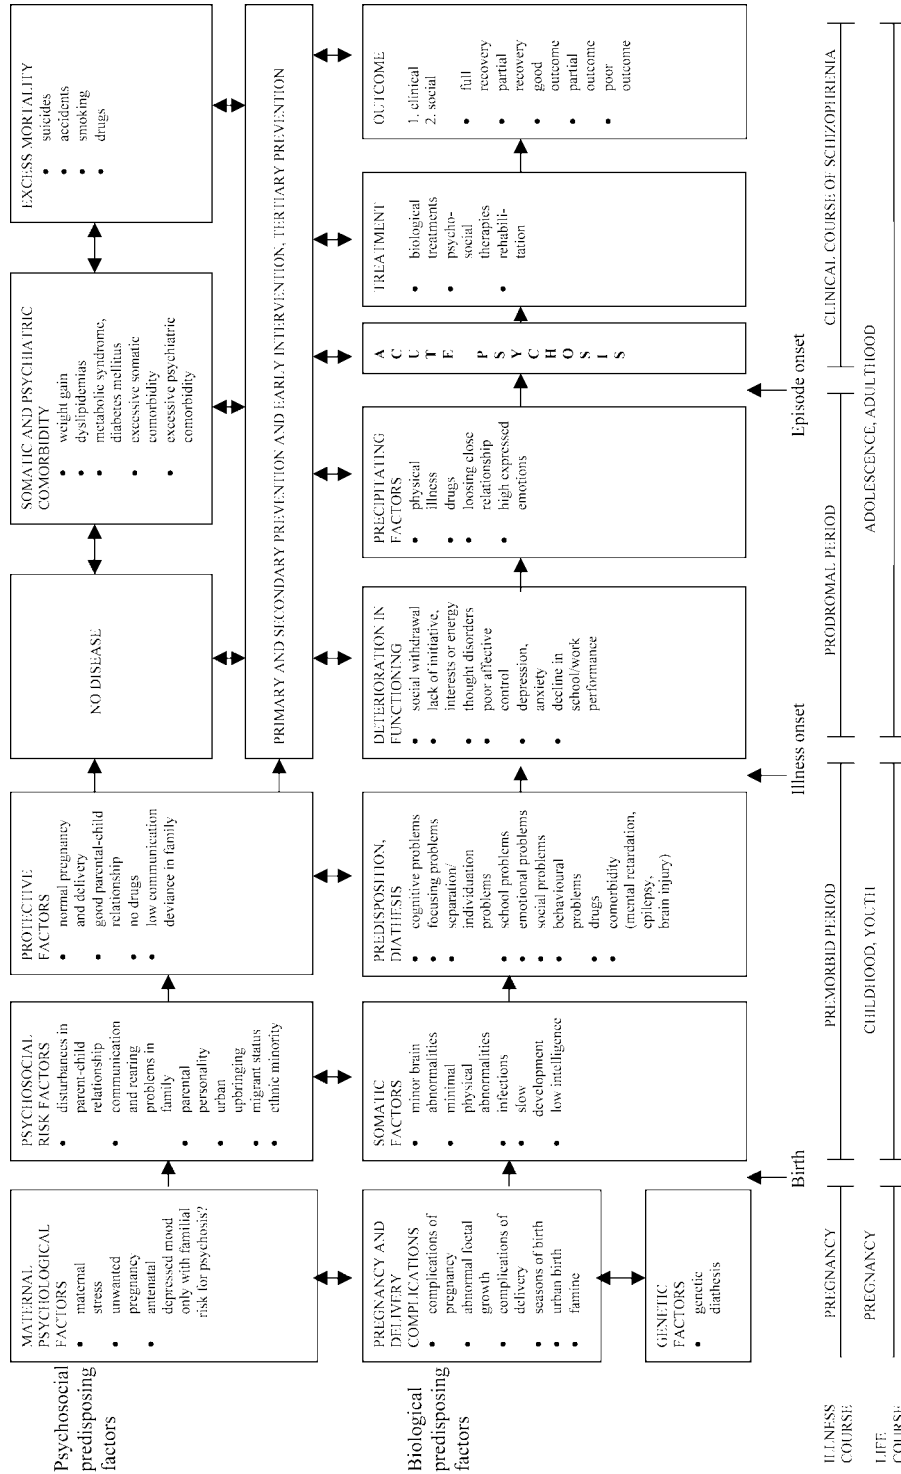 Psychosocial
predisposing
factors
MATERNAL
PSYCHOLOGICAL
FACTORS
• maternal
stress
• unwanted
pregnancy
• antenatal
depressed mood
only with familial
risk for psychosis?
PSYCHOSOCIAL
RISK FACTORS
• disturbances in
parent-child
relationship
• communication
and rearing
problems in
family
• parental
personality
• urban
upbringing
• migrant status
• ethnic minority
PROTECTIVE
FACTORS
• normal pregnancy
and delivery
• good parental-child
relationship
• no drugs
• low communication
deviance in family
NO DISEASE
SOMATIC AND PSYCHIATRIC
COMORBIDITY
• weight gain
• dyslipidemias
• metabolic syndrome,
diabetes mellitus
• excessive somatic
comorbidity
• excessive psychiatric
comorbidity
EXCESS MORTALITY
• suicides
• accidents
• smoking
• drugs
PRIMARY AND SECONDARY PREVENTION AND EARLY INTERVENTION, TERTIARY PREVENTION
Biological
predisposing
factors
PREGNANCY AND
DELIVERY
COMPLICATIONS
• complications of
pregnancy
• abnormal foetal
growth
• complications of
delivery
• seasons of birth
• urban birth
• famine
GENETIC
FACTORS
• genetic
diathesis
SOMATIC
FACTORS
• minor brain
abnormalities
• minimal
physical
abnormalities
• infections
• slow
development
• low intelligence
PREDISPOSITION,
DIATHESIS
• cognitive problems
• focusing problems
• separation/
individuation
problems
• school problems
• emotional problems
• social problems
• behavioural
problems
• drugs
• comorbidity
(mental retardation,
epilepsy,
brain injury)
DETERIORATION IN
FUNCTIONING
• social withdrawal
• lack of initiative,
interests or energy
• thought disorders
• poor affective
control
• depression,
anxiety
• decline in
school/work
performance
PRECIPITATING
FACTORS
• physical
illness
• drugs
• loosing close
relationship
• high expressed
emotions
A
C
U
T
E
P
S
Y
C
H
O
S
I
S
TREATMENT
• biological
treatments
• psycho-
social
therapies
• rehabili-
tation
OUTCOME
1. clinical
2. social
• full
recovery
• partial
recovery
• good
outcome
• partial
outcome
• poor
outcome
Birth
Illness onset
Episode onset
ILLNESS
COURSE
PREGNANCY
PREMORBID PERIOD
PRODROMAL PERIOD
CLINICAL COURSE OF SCHIZOPHRENIA
LIFE
COURSE
PREGNANCY
CHILDHOOD, YOUTH
ADOLESCENCE, ADULTHOOD